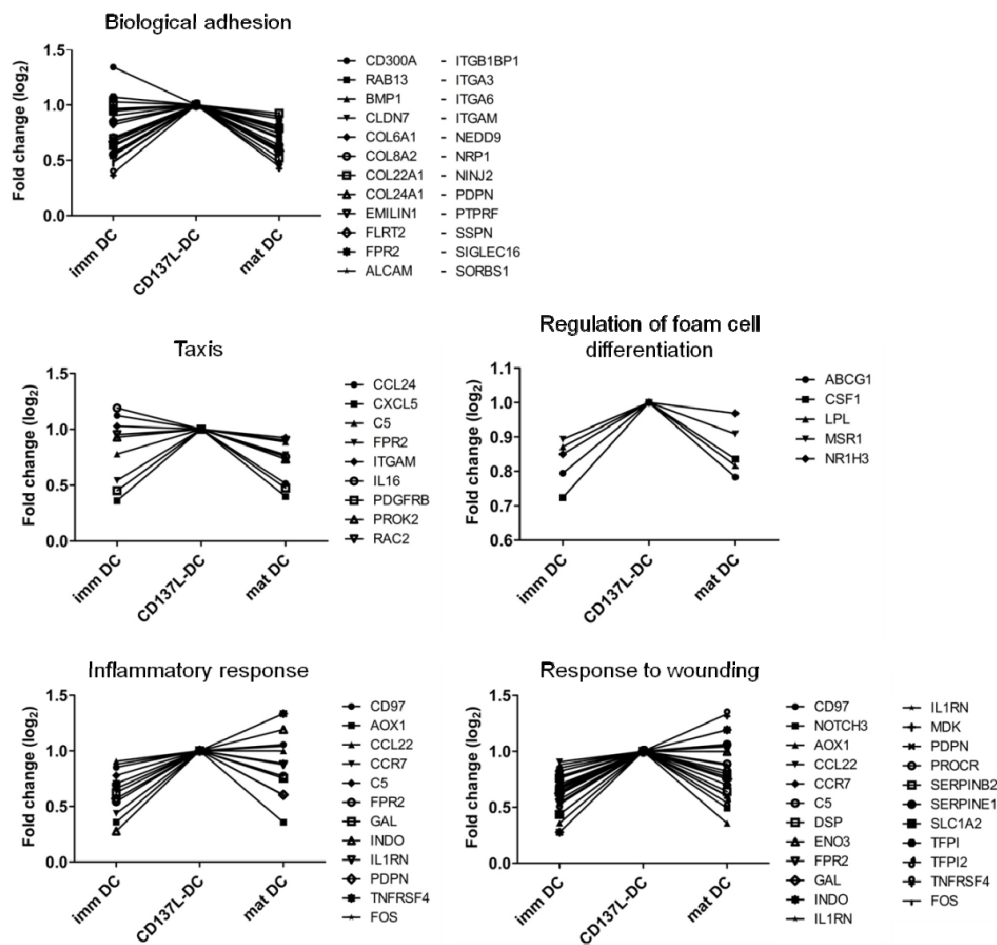 Biological adhesion
Fold change (log2)
1.5
1.0
0.5
0.0
imm DC
CD137L-DC
mat DC
CD300A - ITGB1BP1
RAB13 - ITGA3
BMP1 - ITGA6
CLDN7 - ITGAM
COL6A1 - NEDD9
COL8A2 - NRP1
COL22A1 - NINJ2
COL24A1 - PDPN
EMILIN1 - PTPRF
FLRT2 - SSPN
FPR2 - SIGLEC16
ALCAM - SORBS1
Taxis
Fold change (log2)
1.5
1.0
0.5
0.0
imm DC
CD137L-DC
mat DC
CCL24
CXCL5
C5
FPR2
ITGAM
IL16
PDGFRB
PROK2
RAC2
Regulation of foam cell
differentiation
Fold change (log2)
1.1
1.0
0.9
0.8
0.7
0.6
imm DC
CD137L-DC
mat DC
ABCG1
CSF1
LPL
MSR1
NR1H3
Inflammatory response
Fold change (log2)
1.5
1.0
0.5
0.0
imm DC
CD137L-DC
mat DC
CD97
AOX1
CCL22
CCR7
C5
FPR2
GAL
INDO
IL1RN
PDPN
TNFRSF4
FOS
Response to wounding
Fold change (log2)
1.5
1.0
0.5
0.0
imm DC
CD137L-DC
mat DC
CD97
NOTCH3
AOX1
CCL22
CCR7
C5
DSP
ENO3
FPR2
GAL
INDO
IL1RN
IL1RN
MDK
PDPN
PROCR
SERPINB2
SERPINE1
SLC1A2
TFPI
TFPI2
TNFRSF4
FOS